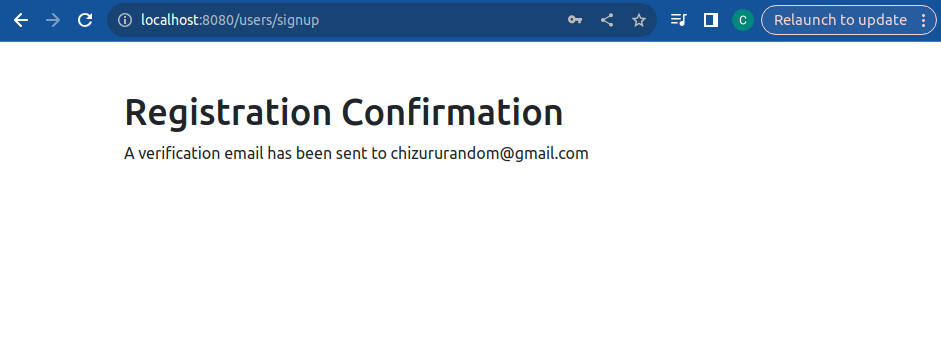 localhost:8080/users/signup
C
Relaunch to update
Registration Confirmation
A verification email has been sent to chizururandom@gmail.com